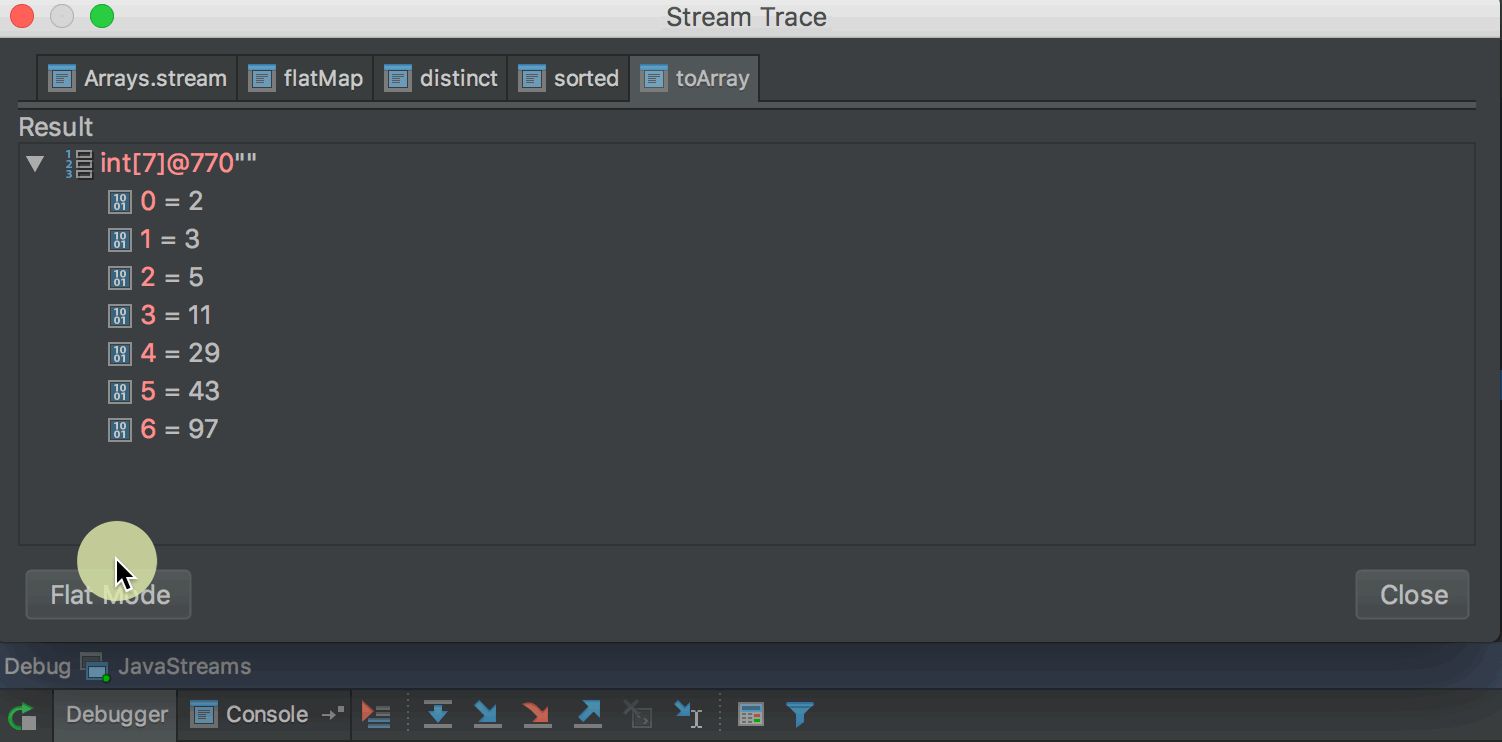 Stream Trace
Arrays.stream flatMap distinct sorted toArray
Result
int[7]@770""
0 = 2
1 = 3
2 = 5
3 = 11
4 = 29
5 = 43
6 = 97
Flat Mode Close
Debug JavaStreams
Debugger Console